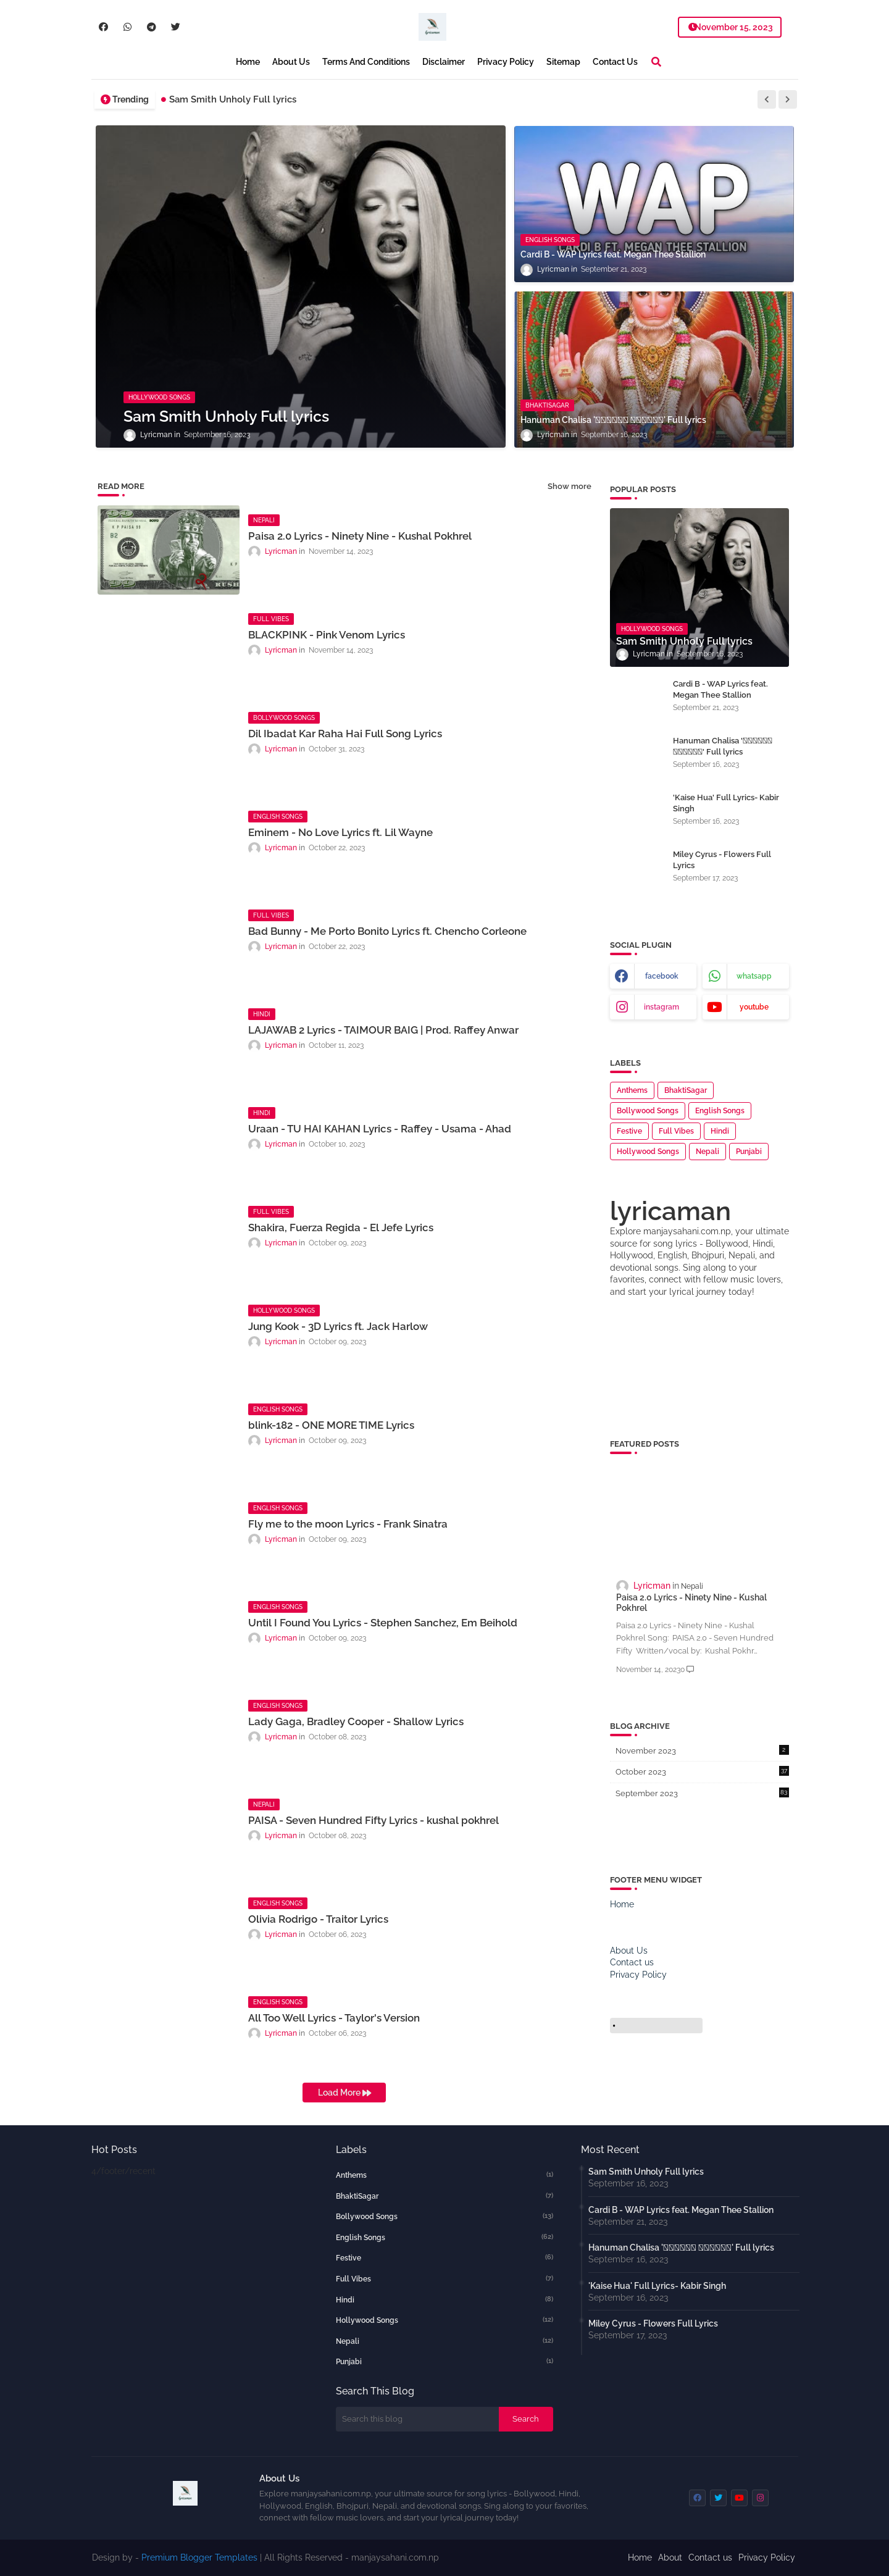 November 15, 2023
Home About Us Terms And Conditions Disclaimer Privacy Policy Sitemap Contact Us
Trending Sam Smith Unholy Full lyrics
HOLLYWOOD SONGS
Sam Smith Unholy Full lyrics
Lyricman in September 16, 2023
unholy
WAP
CARDI B FT. MEGAN THEE STALLION
ENGLISH SONGS
Cardi B - WAP Lyrics feat. Megan Thee Stallion
Lyricman in September 21, 2023
BHAKTISAGAR
Hanuman Chalisa '' Full lyrics
Lyricman in September 16, 2023
READ MORE
Show more
NEPALI
Paisa 2.0 Lyrics - Ninety Nine - Kushal Pokhrel
Lyricman in November 14, 2023
FULL VIBES
BLACKPINK - Pink Venom Lyrics
Lyricman in November 14, 2023
BOLLYWOOD SONGS
Dil Ibadat Kar Raha Hai Full Song Lyrics
Lyricman in October 31, 2023
ENGLISH SONGS
Eminem - No Love Lyrics ft. Lil Wayne
Lyricman in October 22, 2023
FULL VIBES
Bad Bunny - Me Porto Bonito Lyrics ft. Chencho Corleone
Lyricman in October 22, 2023
HINDI
LAJAWAB 2 Lyrics - TAIMOUR BAIG | Prod. Raffey Anwar
Lyricman in October 11, 2023
HINDI
Uraan - TU HAI KAHAN Lyrics - Raffey - Usama - Ahad
Lyricman in October 10, 2023
FULL VIBES
Shakira, Fuerza Regida - El Jefe Lyrics
Lyricman in October 09, 2023
HOLLYWOOD SONGS
Jung Kook - 3D Lyrics ft. Jack Harlow
Lyricman in October 09, 2023
ENGLISH SONGS
blink-182 - ONE MORE TIME Lyrics
Lyricman in October 09, 2023
ENGLISH SONGS
Fly me to the moon Lyrics - Frank Sinatra
Lyricman in October 09, 2023
ENGLISH SONGS
Until I Found You Lyrics - Stephen Sanchez, Em Beihold
Lyricman in October 09, 2023
ENGLISH SONGS
Lady Gaga, Bradley Cooper - Shallow Lyrics
Lyricman in October 08, 2023
NEPALI
PAISA - Seven Hundred Fifty Lyrics - kushal pokhrel
Lyricman in October 08, 2023
ENGLISH SONGS
Olivia Rodrigo - Traitor Lyrics
Lyricman in October 06, 2023
ENGLISH SONGS
All Too Well Lyrics - Taylor's Version
Lyricman in October 06, 2023
Load More
POPULAR POSTS
HOLLYWOOD SONGS
Sam Smith Unholy Full lyrics
Lyricman in September 16, 2023
Cardi B - WAP Lyrics feat.
Megan Thee Stallion
September 21, 2023
Hanuman Chalisa '
' Full lyrics
September 16, 2023
'Kaise Hua' Full Lyrics- Kabir
Singh
September 16, 2023
Miley Cyrus - Flowers Full
Lyrics
September 17, 2023
SOCIAL PLUGIN
facebook whatsapp
instagram youtube
LABELS
Anthems BhaktiSagar
Bollywood Songs English Songs
Festive Full Vibes Hindi
Hollywood Songs Nepali Punjabi
lyricaman
Explore manjaysahani.com.np, your ultimate
source for song lyrics - Bollywood, Hindi,
Hollywood, English, Bhojpuri, Nepali, and
devotional songs. Sing along to your
favorites, connect with fellow music lovers,
and start your lyrical journey today!
FEATURED POSTS
Lyricman in Nepali
Paisa 2.0 Lyrics - Ninety Nine - Kushal
Pokhrel
Paisa 2.0 Lyrics - Ninety Nine - Kushal
Pokhrel Song:. PAISA 2.0 - Seven Hundred
Fifty Written/vocal by: Kushal Pokhr…
November 14, 2023 0
BLOG ARCHIVE
November 2023 2
October 2023 37
September 2023 83
FOOTER MENU WIDGET
Home
About Us
Contact us
Privacy Policy
Hot Posts
4/footer/recent
Labels
Anthems (1)
BhaktiSagar (7)
Bollywood Songs (13)
English Songs (62)
Festive (6)
Full Vibes (7)
Hindi (8)
Hollywood Songs (12)
Nepali (12)
Punjabi (1)
Search This Blog
Search this blog Search
Most Recent
Sam Smith Unholy Full lyrics
September 16, 2023
Cardi B - WAP Lyrics feat. Megan Thee Stallion
September 21, 2023
Hanuman Chalisa '' Full lyrics
September 16, 2023
'Kaise Hua' Full Lyrics- Kabir Singh
September 16, 2023
Miley Cyrus - Flowers Full Lyrics
September 17, 2023
About Us
Explore manjaysahani.com.np, your ultimate source for song lyrics - Bollywood, Hindi,
Hollywood, English, Bhojpuri, Nepali, and devotional songs. Sing along to your favorites,
connect with fellow music lovers, and start your lyrical journey today!
Design by - Premium Blogger Templates | All Rights Reserved - manjaysahani.com.np
Home About Contact us Privacy Policy